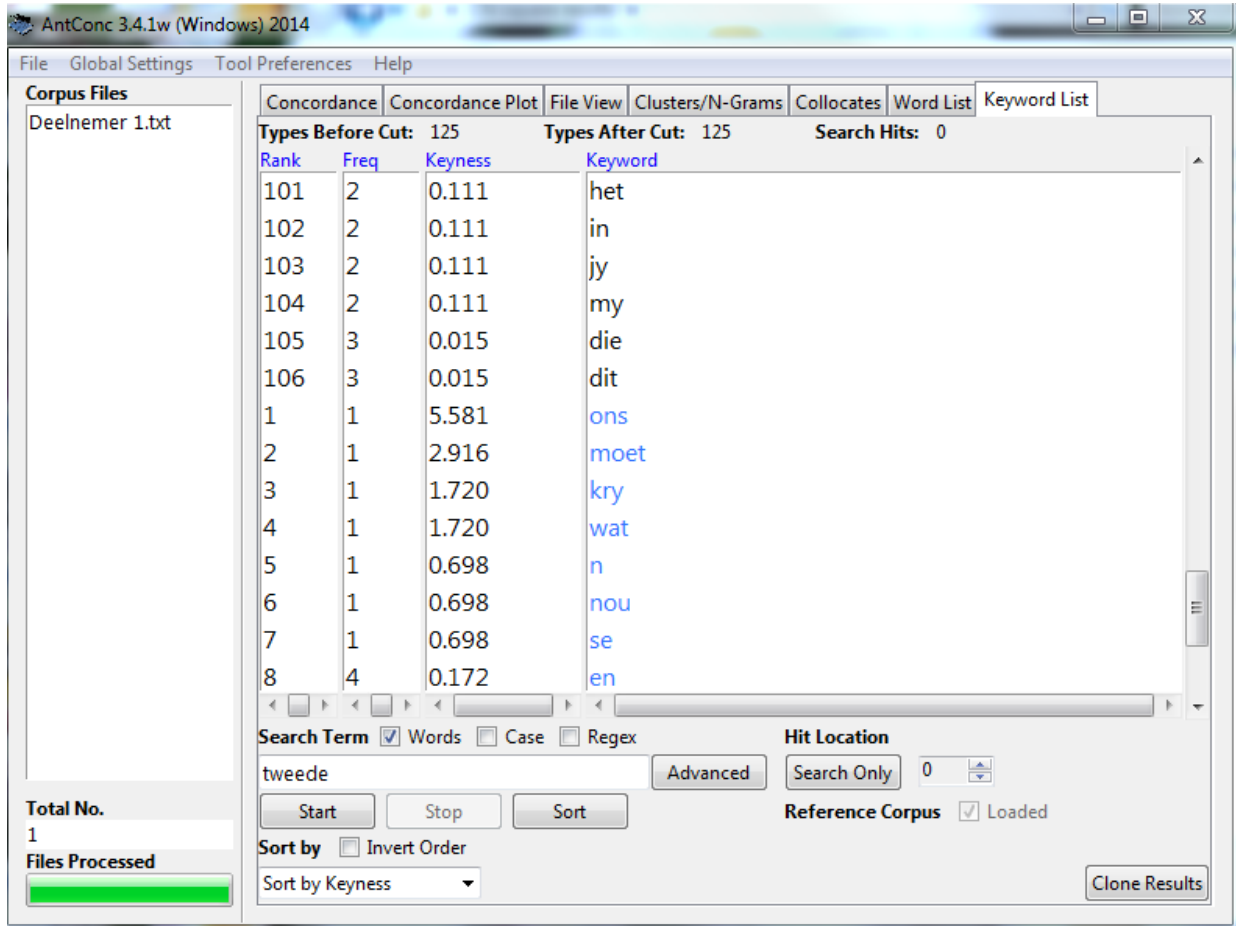 AntConc 3.4.1w (Windows) 2014
File Global Settings Tool Preferences Help
Corpus Files
Deelnemer 1.txt
Concordance Concordance Plot File View Clusters/N-Grams Collocates Word List Keyword List
Types Before Cut: 125 Types After Cut: 125 Search Hits: 0
Rank Freq Keyness Keyword
101 2 0.111 het
102 2 0.111 in
103 2 0.111 jy
104 2 0.111 my
105 3 0.015 die
106 3 0.015 dit
1 1 5.581 ons
2 1 2.916 moet
3 1 1.720 kry
4 1 1.720 wat
5 1 0.698 n
6 1 0.698 nou
7 1 0.698 se
8 4 0.172 en
Search Term Words Case Regex Hit Location
tweede Advanced Search Only 0
Total No.
1
Files Processed
Start Stop Sort Reference Corpus Loaded
Sort by Invert Order
Sort by Keyness Clone Results